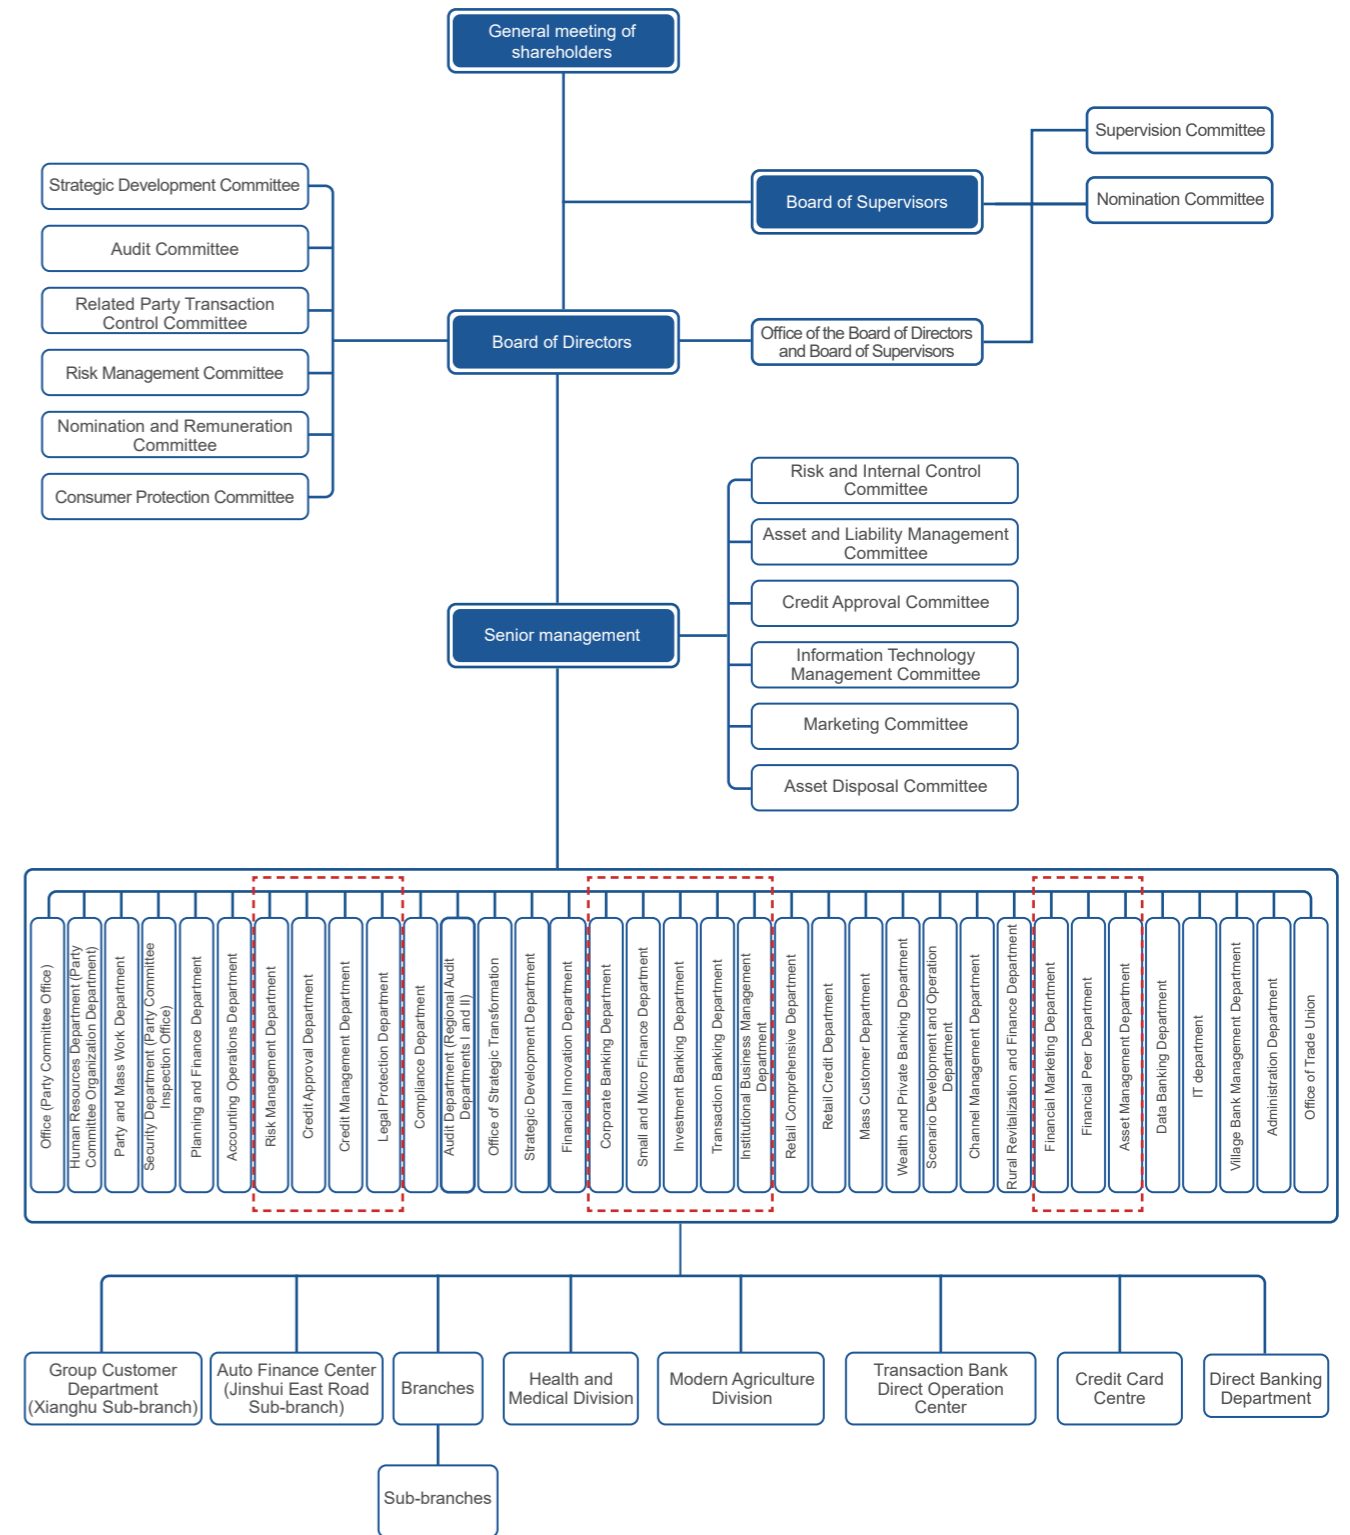 General meeting of
shareholders
Supervision Committee
Nomination Committee
Board of Supervisors
Strategic Development Committee
Audit Committee
Related Party Transaction
Control Committee
Risk Management Committee
Nomination and Remuneration
Committee
Consumer Protection Committee
Board of Directors
Office of the Board of Directors
and Board of Supervisors
Risk and Internal Control
Committee
Asset and Liability Management
Committee
Credit Approval Committee
Information Technology
Management Committee
Marketing Committee
Asset Disposal Committee
Senior management
Office (Party Committee Office)
Human Resources Department (Party
Committee Organization Department)
Party and Mass Work Department
Security Department (Party Committee
Inspection Office)
Planning and Finance Department
Accounting Operations Department
Risk Management Department
Credit Approval Department
Credit Management Department
Legal Protection Department
Compliance Department
Audit Department (Regional Audit
Departments I and II)
Office of Strategic Transformation
Strategic Development Department
Financial Innovation Department
Corporate Banking Department
Small and Micro Finance Department
Investment Banking Department
Transaction Banking Department
Institutional Business Management
Department
Retail Comprehensive Department
Retail Credit Department
Mass Customer Department
Wealth and Private Banking Department
Scenario Development and Operation
Department
Channel Management Department
Rural Revitalization and Finance Department
Financial Marketing Department
Financial Peer Department
Asset Management Department
Data Banking Department
IT department
Village Bank Management Department
Administration Department
Office of Trade Union
Group Customer
Department
(Xianghu Sub-branch)
Auto Finance Center
(Jinshui East Road
Sub-branch)
Branches
Health and
Medical Division
Modern Agriculture
Division
Transaction Bank
Direct Operation
Center
Credit Card
Centre
Direct Banking
Department
Sub-branches